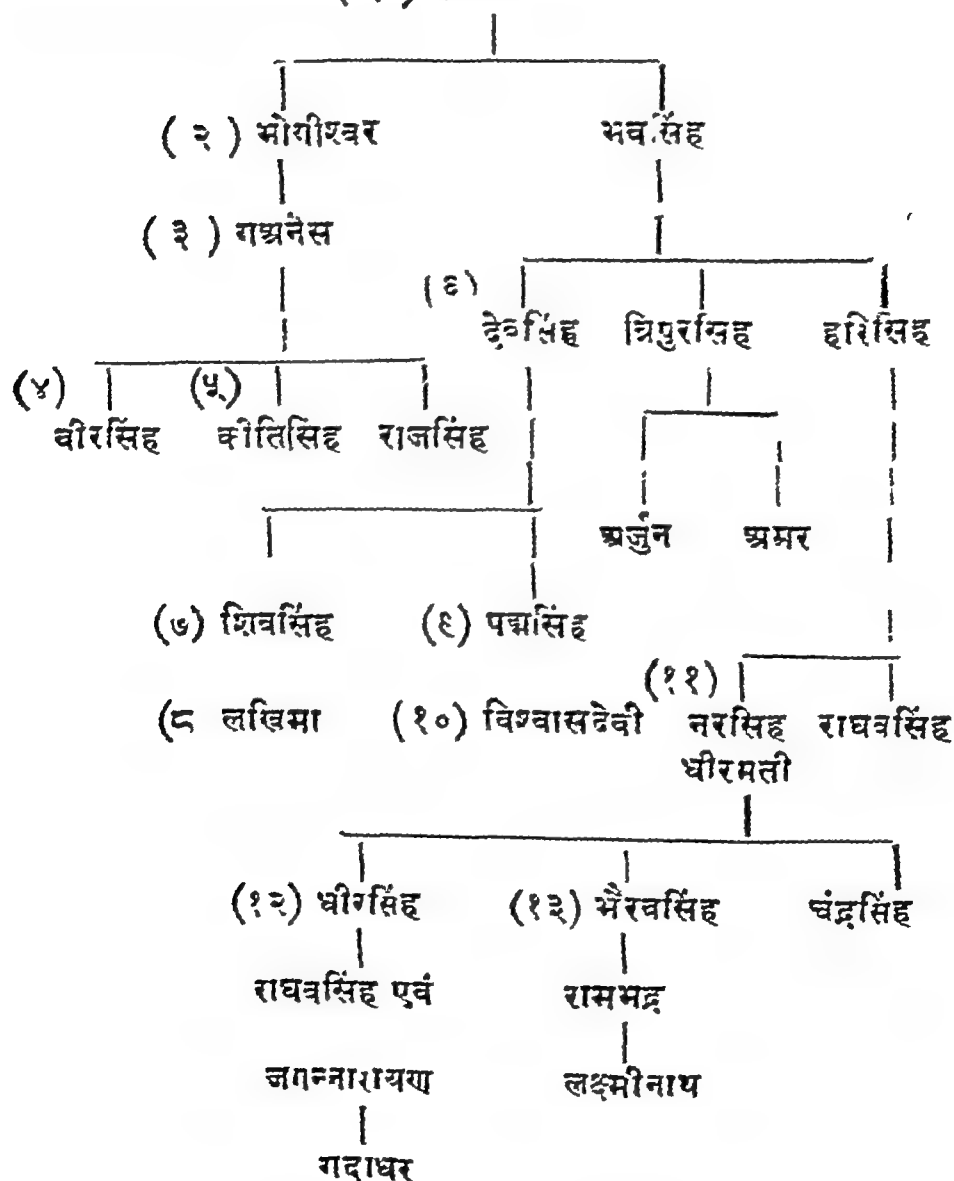 (२) भोगीश्वर भवसिंह
(३) गअनेस
(६)
देवसिंह त्रिपुरसिंह हरिसिंह
(४) (५)
वीरसिंह कीतिसिंह राजसिंह
अर्जुन अमर
(७) शिवसिंह (९) पद्मसिंह
(११)
(८ लखिमा (१०) विश्वासदेवी नरसिंह राघवसिंह
धीरमती
(१२) धीरसिंह (१३) भैरवसिंह चंद्रसिंह
राघवसिंह एवं रामभद्र
जगन्नारायण लक्ष्मीनाथ
गदाधर